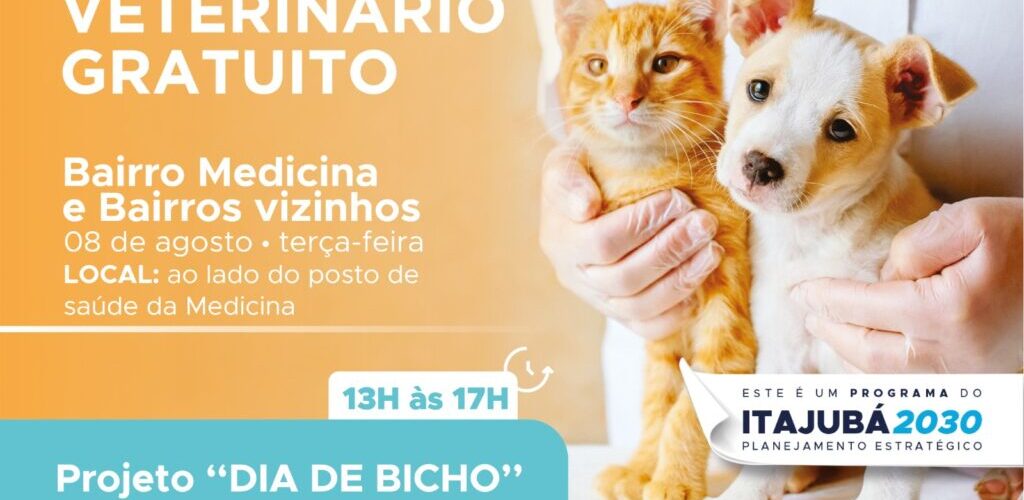 VETERINÁRIO
GRATUITO
Bairro Medicina
e Bairros vizinhos
08 de agosto • terça-feira
LOCAL: ao lado do posto de
saúde da Medicina
13H às 17H
Projeto “DIA DE BICHO”
ESTE É UM PROGRAMA DO
ITAJUBÁ2030
PLANEJAMENTO ESTRATÉGICO